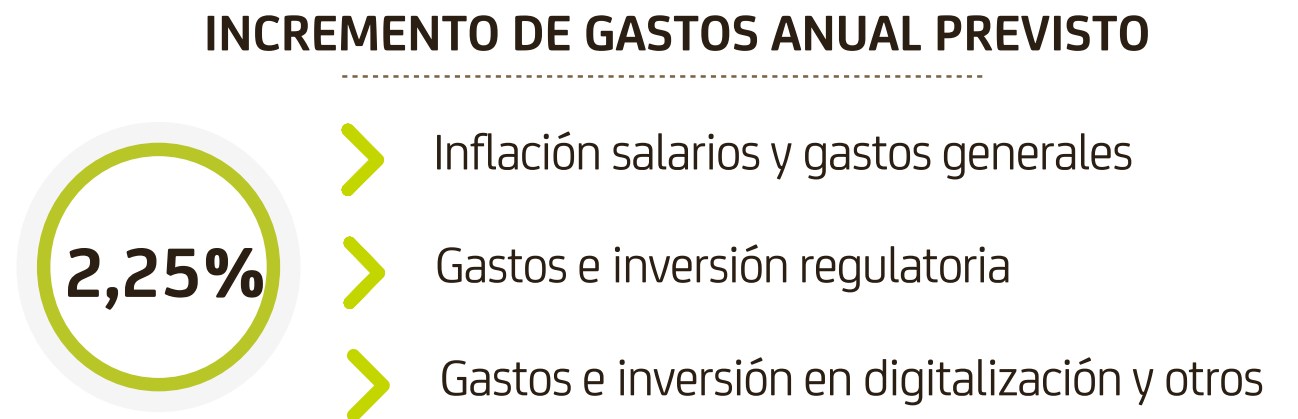 INCREMENTO DE GASTOS ANUAL PREVISTO
Inflación salarios y gastos generales
2,25%
Gastos e inversión regulatoria
Gastos e inversión en digitalización y otros